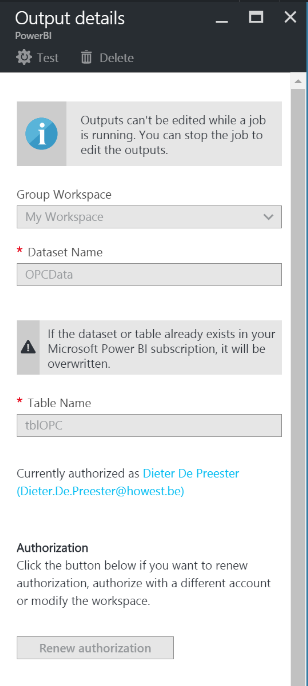 Output details
PowerBI
Test Delete
Outputs can't be edited while a job
is running. You can stop the job to
edit the outputs.
Group Workspace
My Workspace
* Dataset Name
OPCData
If the dataset or table already exists in your
Microsoft Power BI subscription, it will be
overwritten.
* Table Name
tblOPC
Currently authorized as Dieter De Preester
(Dieter.De.Preester@howest.be)
Authorization
Click the button below if you want to renew
authorization, authorize with a different account
or modify the workspace.
Renew authorization